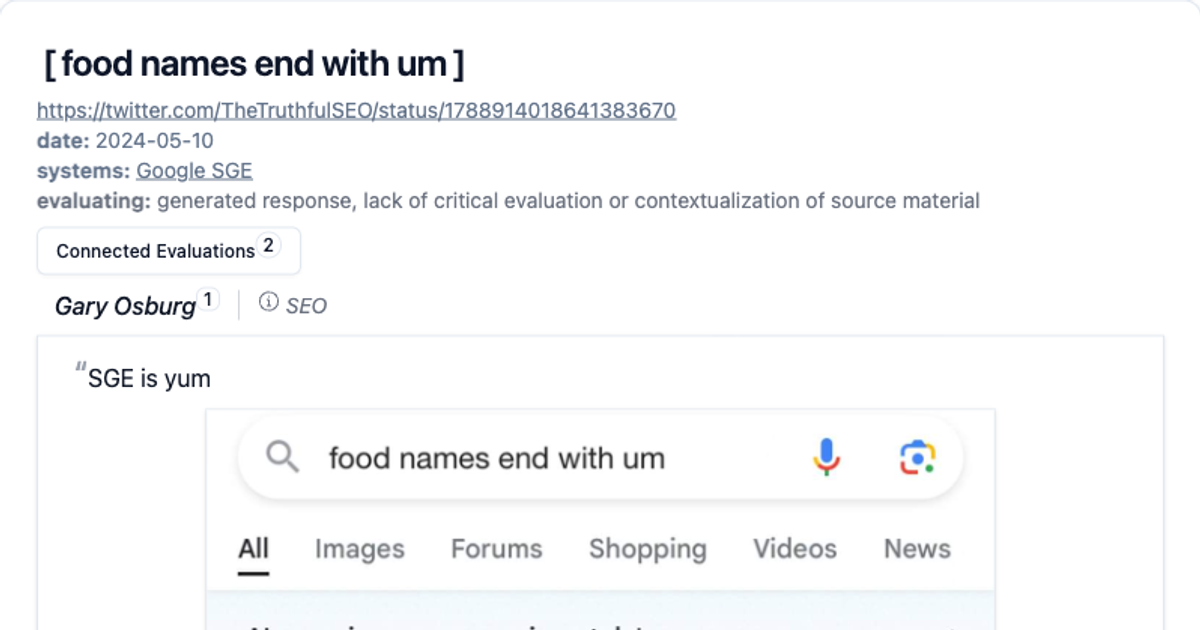 [ food names end with um ]
https://twitter.com/TheTruthfulSEO/status/1788914018641383670
date: 2024-05-10
systems: Google SGE
evaluating: generated response, lack of critical evaluation or contextualization of source material
Connected Evaluations 2
Gary Osburg 1 SEO
"SGE is yum
food names end with um
All Images Forums Shopping Videos News